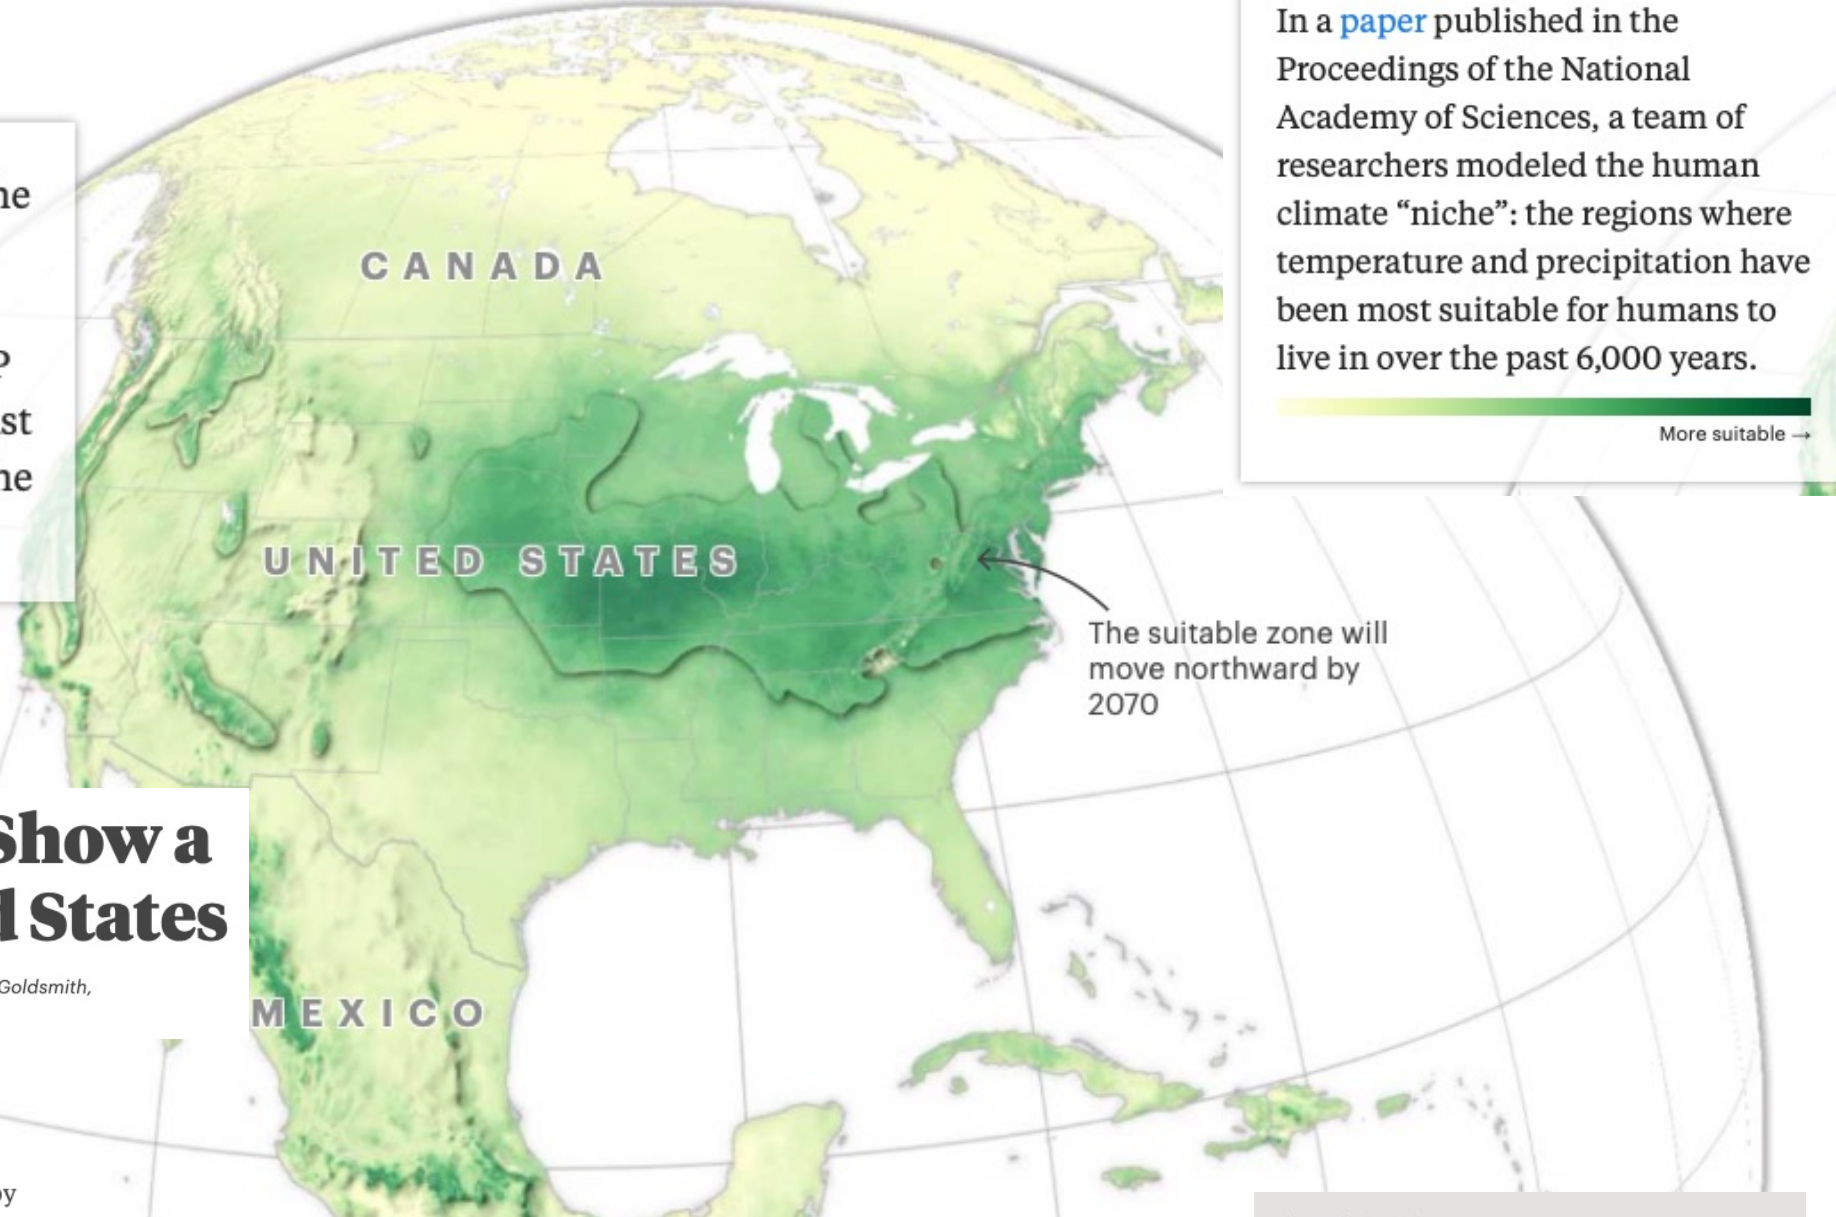 In a paper published in the
Proceedings of the National
Academy of Sciences, a team of
researchers modeled the human
climate “niche”: the regions where
temperature and precipitation have
been most suitable for humans to
live in over the past 6,000 years.
More suitable →
CANADA
UNITED STATES
The suitable zone will
move northward by
2070
Show a
States
Goldsmith,
MEXICO